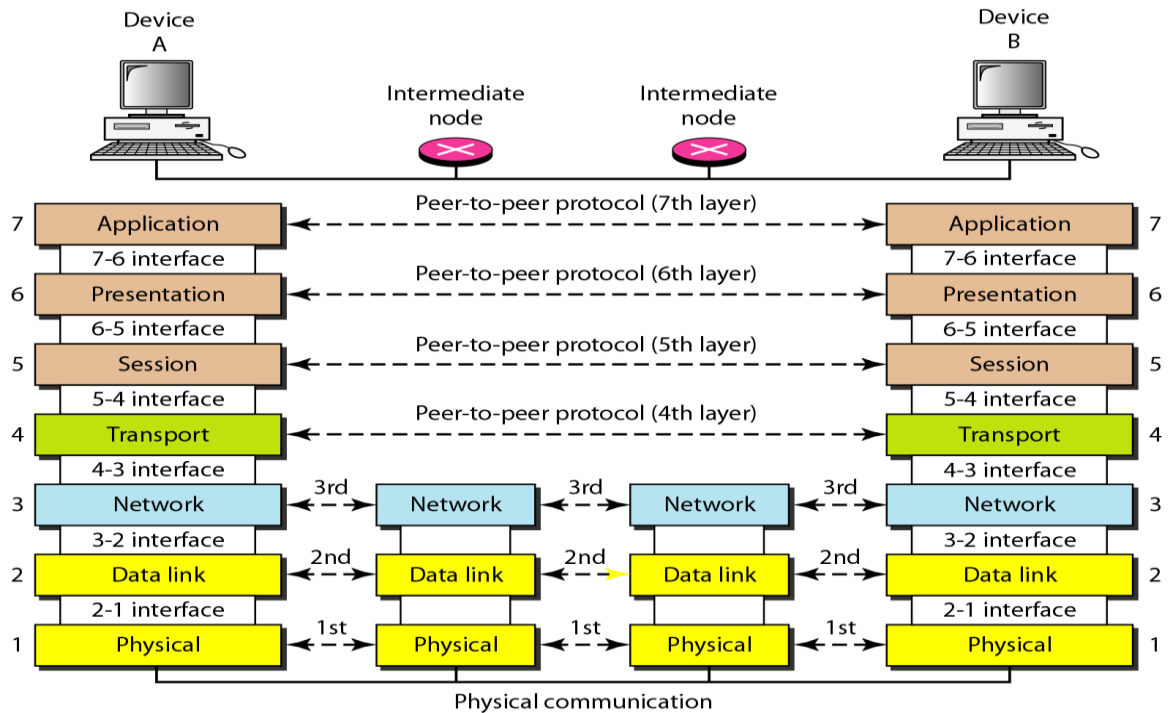 Device
A
Device
B
Intermediate
node
Intermediate
node
Peer-to-peer protocol (7th layer)
7 Application Application 7
7-6 interface 7-6 interface
Peer-to-peer protocol (6th layer)
6 Presentation Presentation 6
6-5 interface 6-5 interface
Peer-to-peer protocol (5th layer)
5 Session Session 5
5-4 interface 5-4 interface
Peer-to-peer protocol (4th layer)
4 Transport Transport 4
4-3 interface 4-3 interface
3 Network 3rd Network 3rd Network 3rd Network 3
3-2 interface 3-2 interface
2 Data link 2nd Data link 2nd Data link 2nd Data link 2
2-1 interface 2-1 interface
1 Physical 1st Physical 1st Physical 1st Physical 1
Physical communication